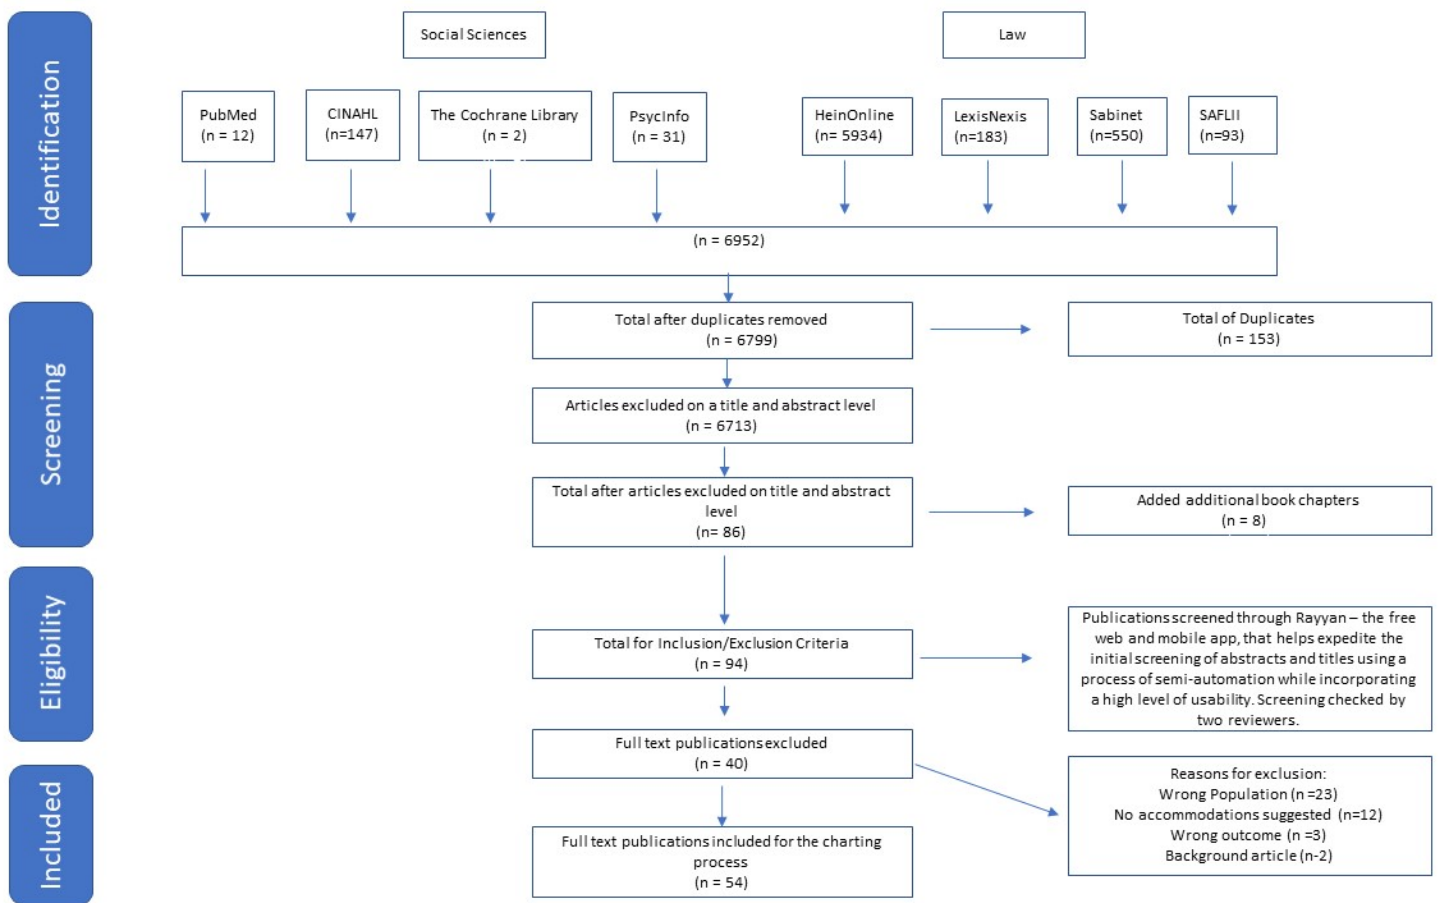 Identification
Social Sciences
Law
PubMed
(n = 12)
CINAHL
(n=147)
The Cochrane Library
(n = 2)
PsycInfo
(n = 31)
HeinOnline
(n= 5934)
LexisNexis
(n=183)
Sabinet
(n=550)
SAFLII
(n=93)
(n = 6952)
Screening
Total after duplicates removed
(n = 6799)
Total of Duplicates
(n = 153)
Articles excluded on a title and abstract level
(n = 6713)
Total after articles excluded on title and abstract
level
(n= 86)
Added additional book chapters
(n = 8)
Eligibility
Total for Inclusion/Exclusion Criteria
(n = 94)
Publications screened through Rayyan – the free
web and mobile app, that helps expedite the
initial screening of abstracts and titles using a
process of semi-automation while incorporating
a high level of usability. Screening checked by
two reviewers.
Full text publications excluded
(n = 40)
Included
Reasons for exclusion:
Wrong Population (n =23)
No accommodations suggested (n=12)
Wrong outcome (n =3)
Background article (n-2)
Full text publications included for the charting
process
(n = 54)